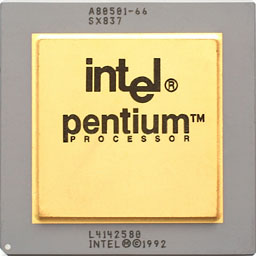 A80501-66
SX837
intel®
pentium™
PROCESSOR
L4142580
INTEL Ⓜ©1992